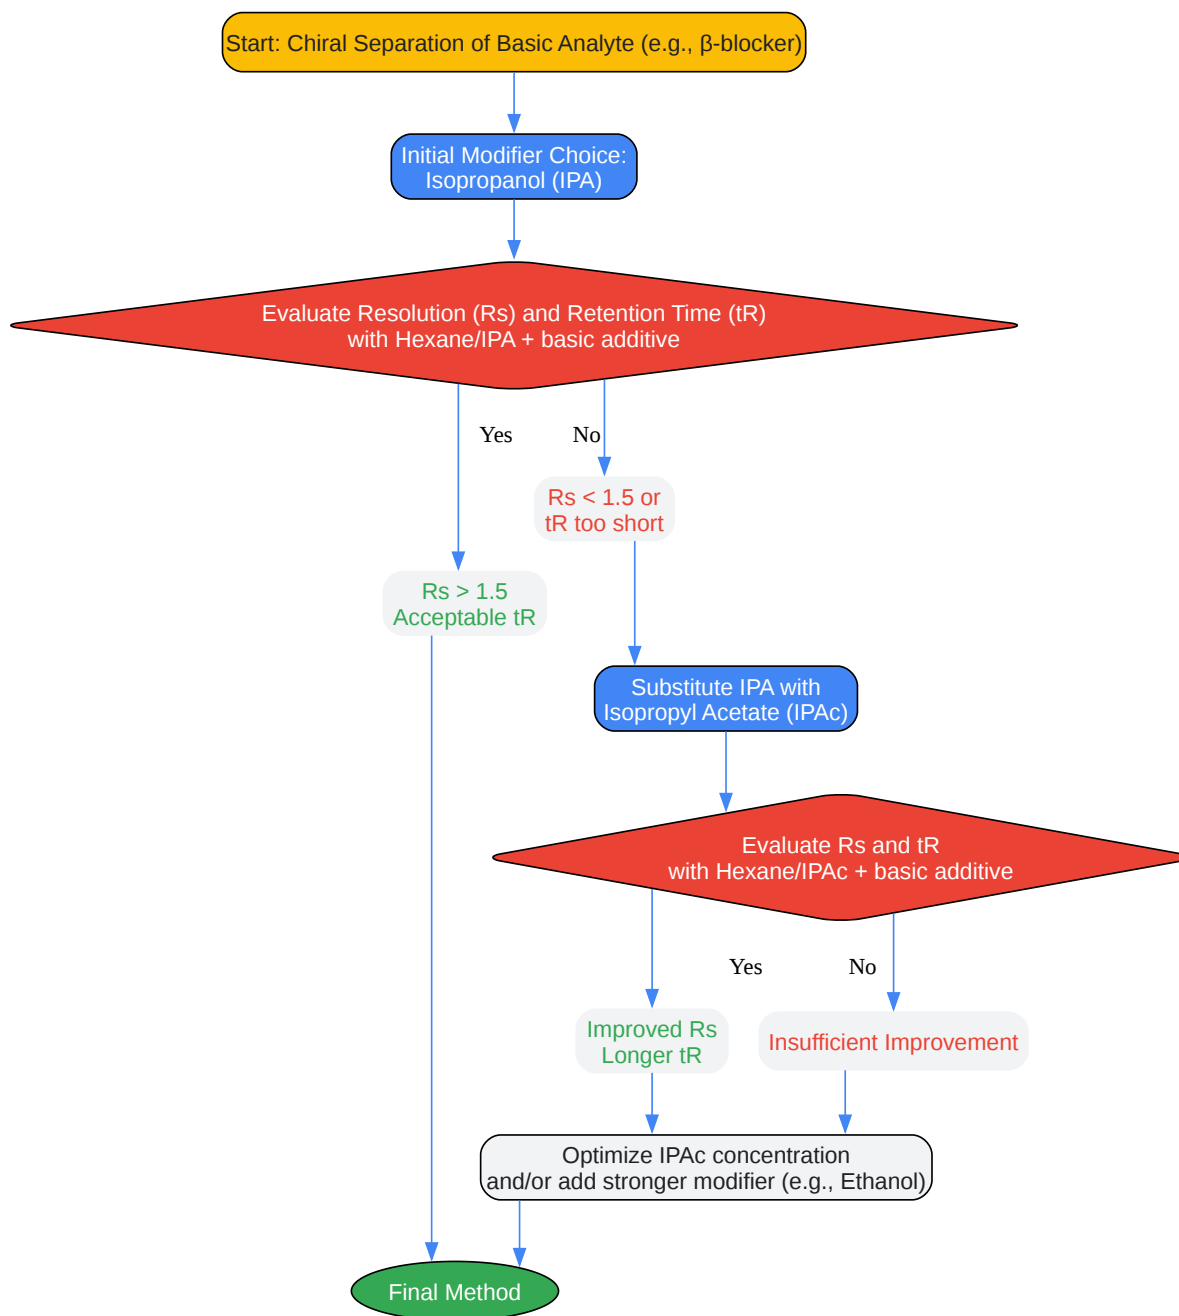 Start: Chiral Separation of Basic Analyte (e.g., β-blocker)
Initial Modifier Choice:
Isopropanol (IPA)
Evaluate Resolution (Rs) and Retention Time (tR)
with Hexane/IPA + basic additive
Yes
No
Rs < 1.5 or
tR too short
Rs > 1.5
Acceptable tR
Substitute IPA with
Isopropyl Acetate (IPAc)
Evaluate Rs and tR
with Hexane/IPAc + basic additive
Yes
No
Improved Rs
Longer tR
Insufficient Improvement
Optimize IPAc concentration
and/or add stronger modifier (e.g., Ethanol)
Final Method